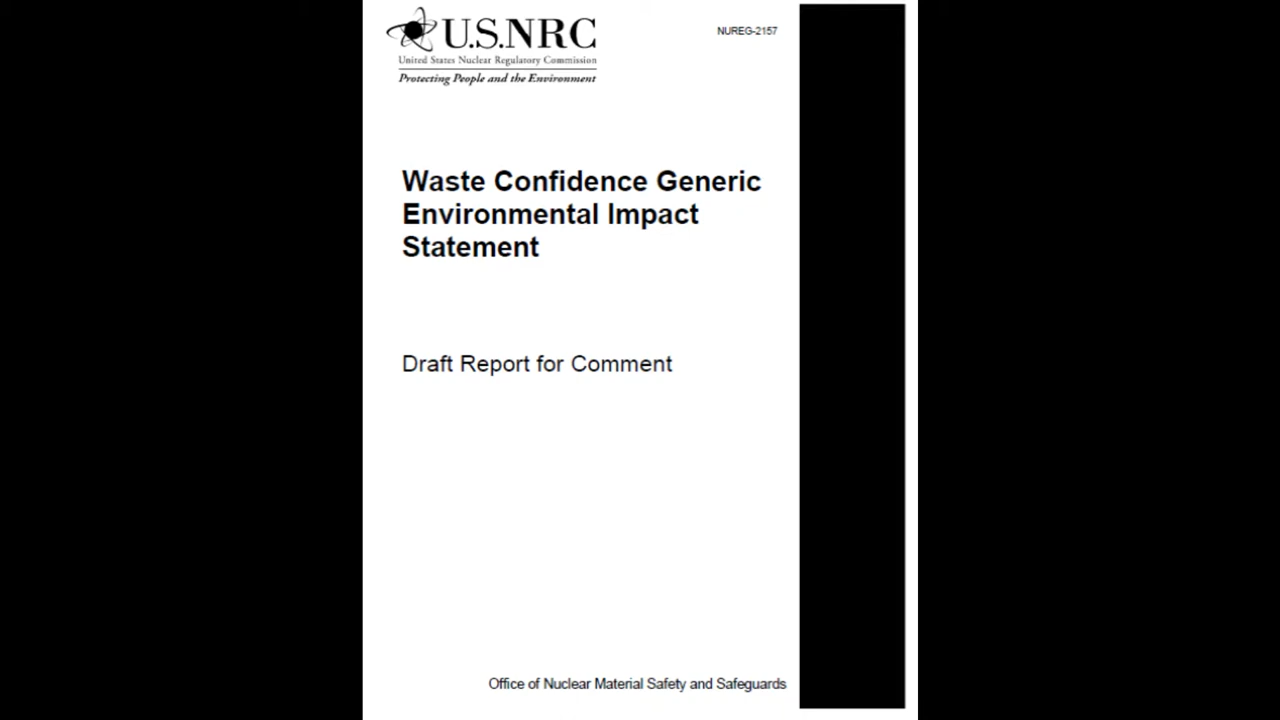 U.S.NRC
NUREG-2157
United States Nuclear Regulatory Commission
Protecting People and the Environment
Waste Confidence Generic
Environmental Impact
Statement
Draft Report for Comment
Office of Nuclear Material Safety and Safeguards